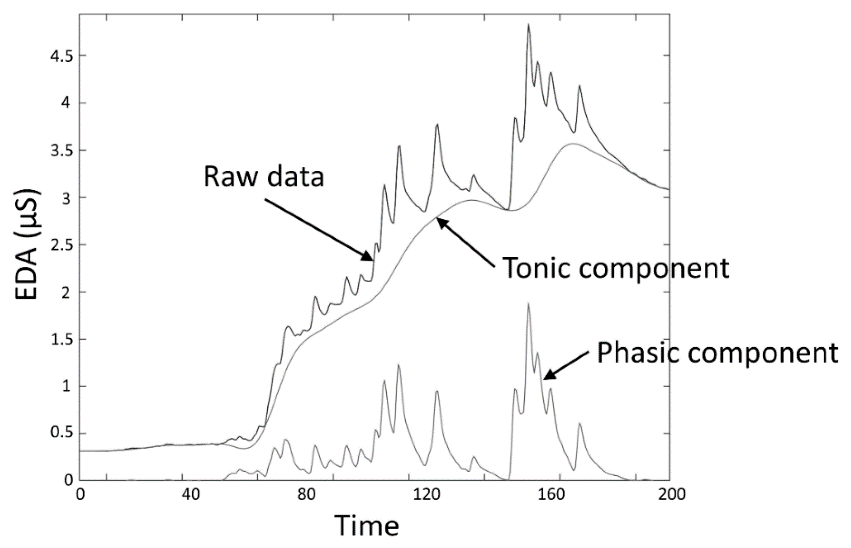 4.5
4
3.5
3
2.5
2
1.5
1
0.5
0
EDA (µS)
Raw data
Tonic component
Phasic component
0 40 80 120 160 200
Time